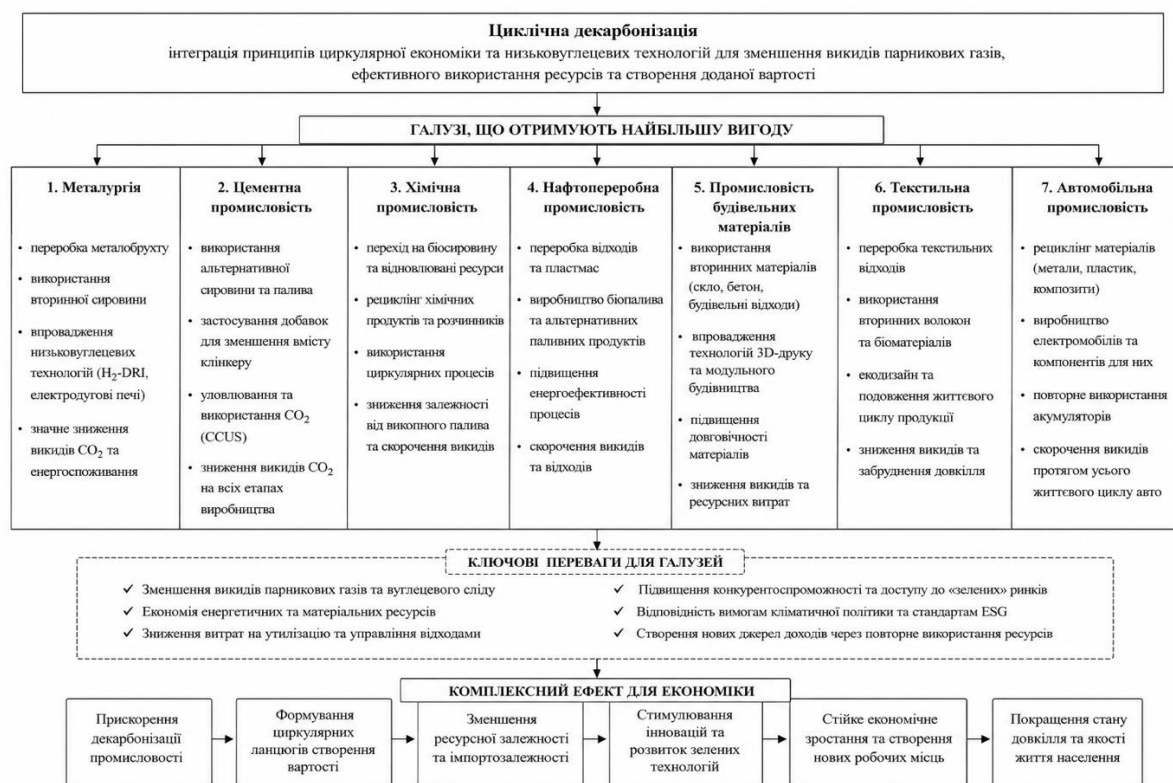 Циклічна декарбонізація
інтеграція принципів циркулярної економіки та низьковуглецевих технологій для зменшення викидів парникових газів,
ефективного використання ресурсів та створення доданої вартості
ГАЛУЗІ, ЩО ОТРИМУЮТЬ НАЙБІЛЬШУ ВИГОДУ
1. Металургія
• переробка металобрухту
• використання
вторинної сировини
• впровадження
низьковуглецевих
технологій (H₂-DRI,
електродугові печі)
• значне зниження
викидів CO₂ та
енергоспоживання
2. Цементна
промисловість
• використання
альтернативної
сировини та палива
• застосування добавок
для зменшення вмісту
клінкеру
• уловлювання та
використання CO₂
(CCUS)
• зниження викидів CO₂
на всіх етапах
виробництва
3. Хімічна
промисловість
• перехід на біосировину
та відновлювані ресурси
• рециклінг хімічних
продуктів та розчинників
• використання
циркулярних процесів
• зниження залежності
від викопного палива
та скорочення викидів
4. Нафтопереробна
промисловість
• переробка відходів
та пластмас
• виробництво біопалива
та альтернативних
паливних продуктів
• підвищення
енергоефективності
процесів
• скорочення викидів
та відходів
5. Промисловість
будівельних
матеріалів
• використання
вторинних матеріалів
(скло, бетон,
будівельні відходи)
• впровадження
технологій 3D-друку
та модульного
будівництва
• підвищення
довговічності
матеріалів
• зниження викидів та
ресурсних витрат
6. Текстильна
промисловість
• переробка текстильних
відходів
• використання
вторинних волокон
та біоматеріалів
• екодизайн та
подовження життєвого
циклу продукції
• зниження викидів та
забруднення довкілля
7. Автомобільна
промисловість
• рециклінг матеріалів
(метали, пластик,
композити)
• виробництво
електромобілів та
компонентів для них
• повторне використання
акумуляторів
• скорочення викидів
протягом усього
життєвого циклу авто
КЛЮЧОВІ ПЕРЕВАГИ ДЛЯ ГАЛУЗЕЙ
✓ Зменшення викидів парникових газів та вуглецевого сліду
✓ Економія енергетичних та матеріальних ресурсів
✓ Зниження витрат на утилізацію та управління відходами
✓ Підвищення конкурентоспроможності та доступу до «зелених» ринків
✓ Відповідність вимогам кліматичної політики та стандартам ESG
✓ Створення нових джерел доходів через повторне використання ресурсів
КОМПЛЕКСНИЙ ЕФЕКТ ДЛЯ ЕКОНОМІКИ
Прискорення
декарбонізації
промисловості
Формування
циркулярних
ланцюгів створення
вартості
Зменшення
ресурсної залежності
та імпортозалежності
Стимулювання
інновацій та
розвиток зелених
технологій
Стійке економічне
зростання та створення
нових робочих місць
Покращення стану
довкілля та якості
життя населення